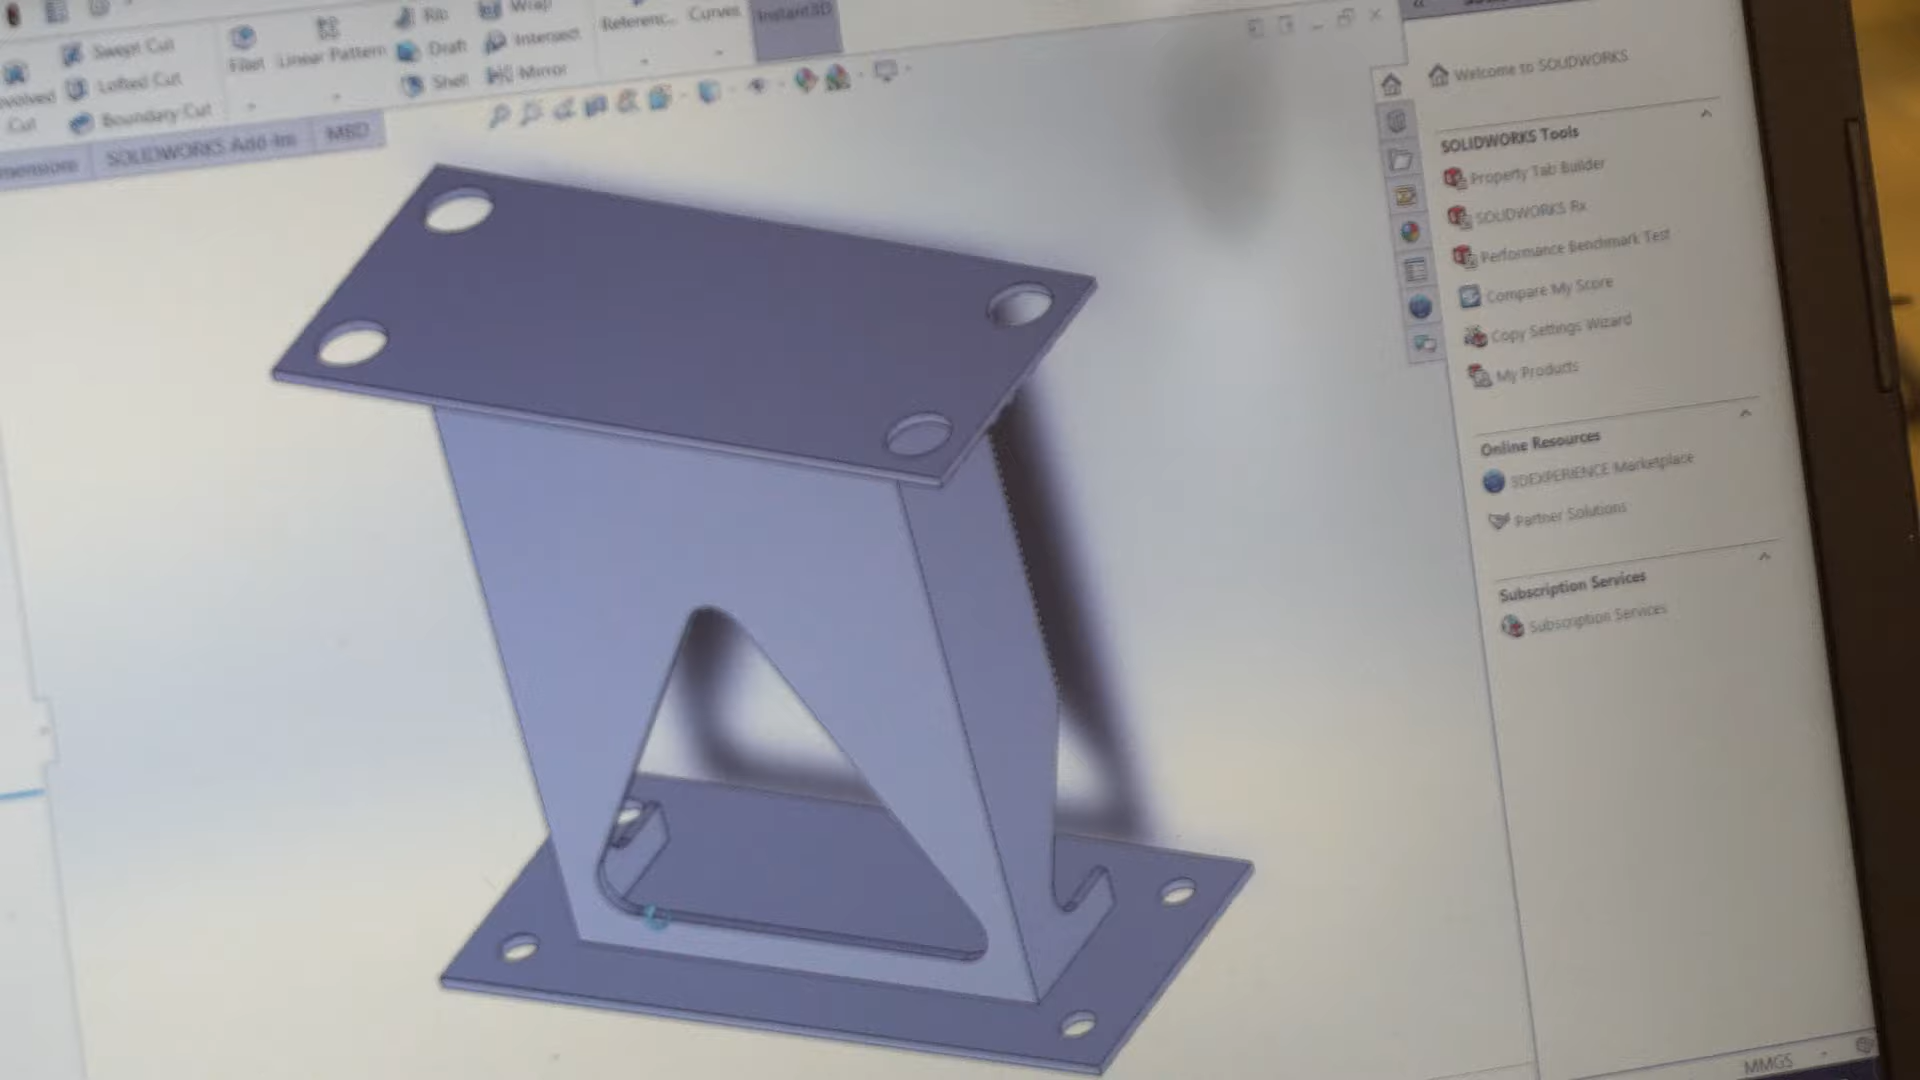 Rib
Wrap
Swept Cut
Fillet
Linear Pattern
Draft
Intersect
Referenc...
Curves
Instant3D
Lofted Cut
Shell
Mirror
Cut
Boundary Cut
SOLIDWORKS Add-Ins
MBD
Welcome to SOLIDWORKS
SOLIDWORKS Tools
Property Tab Builder
SOLIDWORKS Rx
Performance Benchmark Test
Compare My Score
Copy Settings Wizard
My Products
Online Resources
3DEXPERIENCE Marketplace
Partner Solutions
Subscription Services
Subscription Services
MMGS